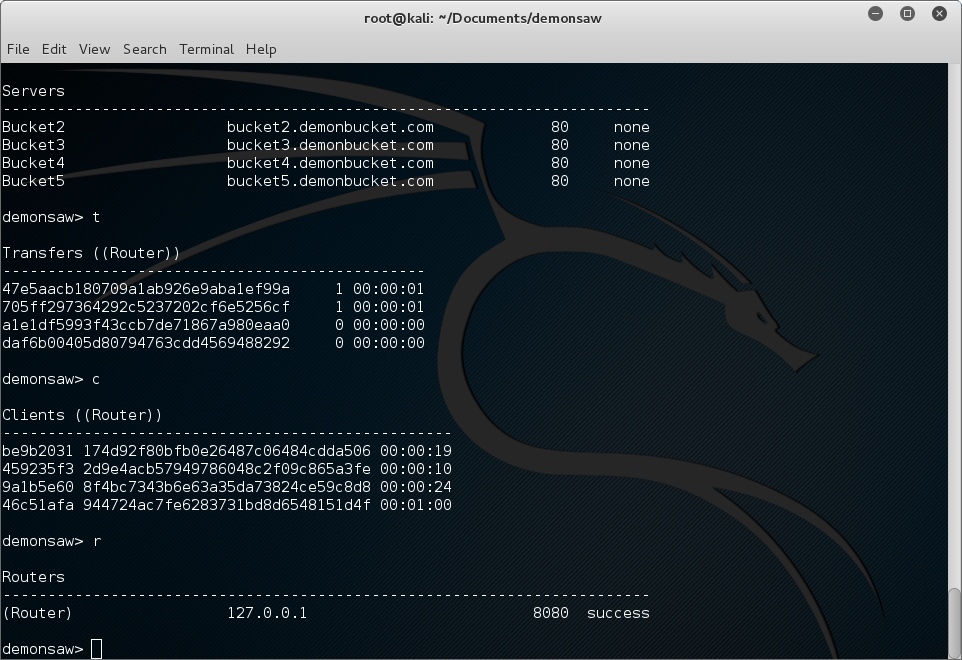 root@kali: ~/Documents/demonsaw
File Edit View Search Terminal Help
Servers
------------------------------------------------------------------------
Bucket2 bucket2.demonbucket.com 80 none
Bucket3 bucket3.demonbucket.com 80 none
Bucket4 bucket4.demonbucket.com 80 none
Bucket5 bucket5.demonbucket.com 80 none
demonsaw> t
Transfers ((Router))
-----------------------------------------------
47e5aacb180709a1ab926e9aba1ef99a 1 00:00:01
705ff297364292c5237202cf6e5256cf 1 00:00:01
a1e1df5993f43ccb7de71867a980eaa0 0 00:00:00
daf6b00405d80794763cdd4569488292 0 00:00:00
demonsaw> c
Clients ((Router))
--------------------------------------------------
be9b2031 174d92f80bfb0e26487c06484cdda506 00:00:19
459235f3 2d9e4acb57949786048c2f09c865a3fe 00:00:10
9a1b5e60 8f4bc7343b6e63a35da73824ce59c8d8 00:00:24
46c51afa 944724ac7fe6283731bd8d6548151d4f 00:01:00
demonsaw> r
Routers
------------------------------------------------------------------------
(Router) 127.0.0.1 8080 success
demonsaw>